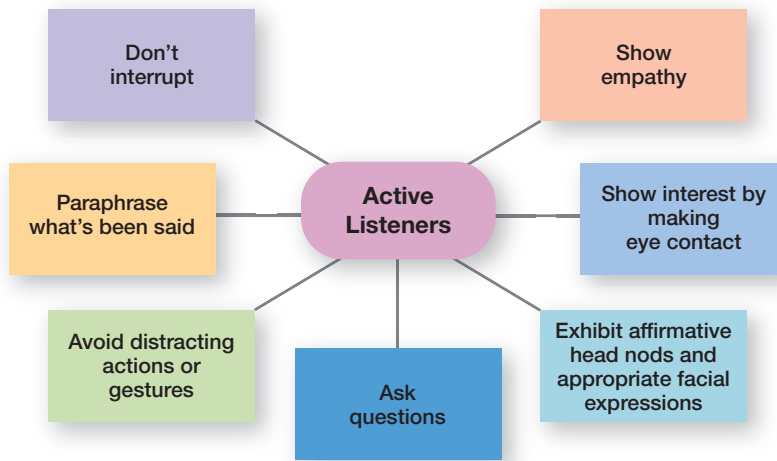 Don’t
interrupt
Show
empathy
Active
Listeners
Paraphrase
what’s been said
Show interest by
making
eye contact
Avoid distracting
actions or
gestures
Ask
questions
Exhibit affirmative
head nods and
appropriate facial
expressions